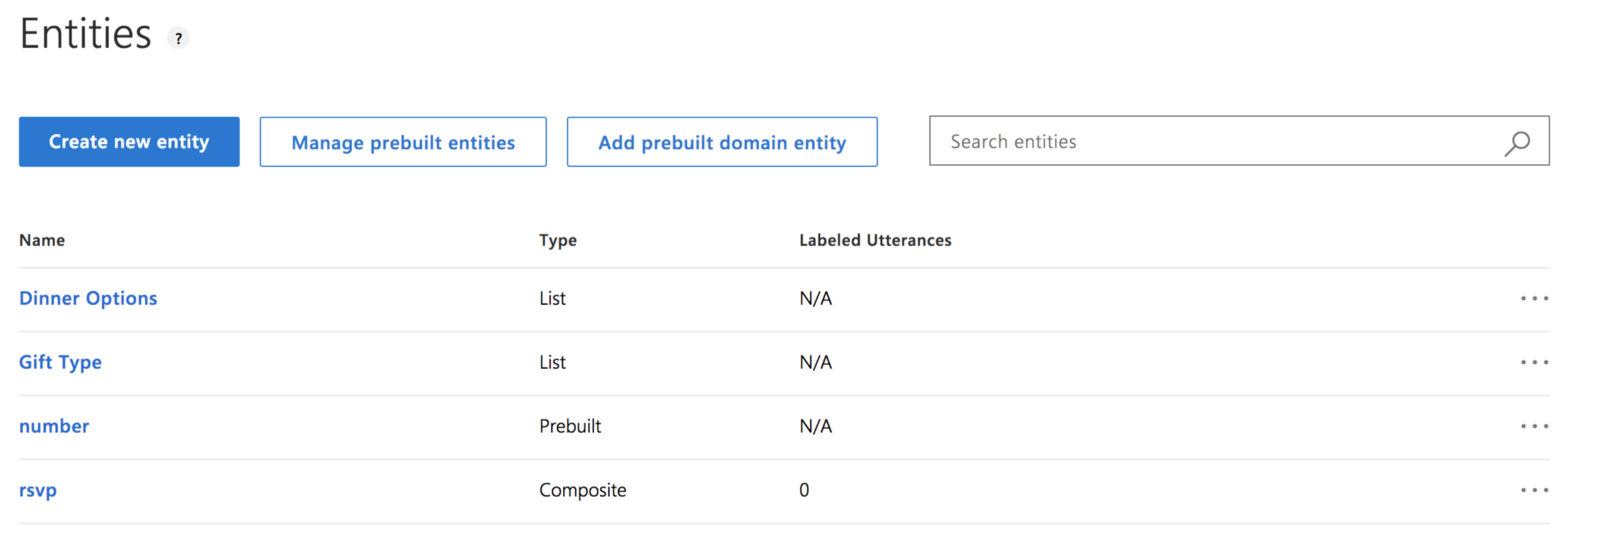 Entities ?
Create new entity Manage prebuilt entities Add prebuilt domain entity Search entities
Name Type Labeled Utterances
Dinner Options List N/A
Gift Type List N/A
number Prebuilt N/A
rsvp Composite 0